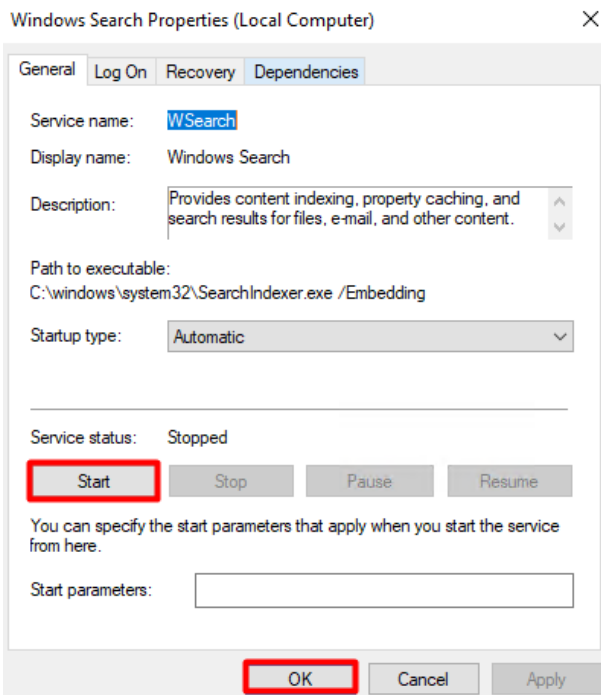 Windows Search Properties (Local Computer)
General Log On Recovery Dependencies
Service name: WSearch
Display name: Windows Search
Description: Provides content indexing, property caching, and
search results for files, e-mail, and other content.
Path to executable:
C:\windows\system32\SearchIndexer.exe /Embedding
Startup type: Automatic
Service status: Stopped
Start Stop Pause Resume
You can specify the start parameters that apply when you start the service
from here.
Start parameters:
OK Cancel Apply